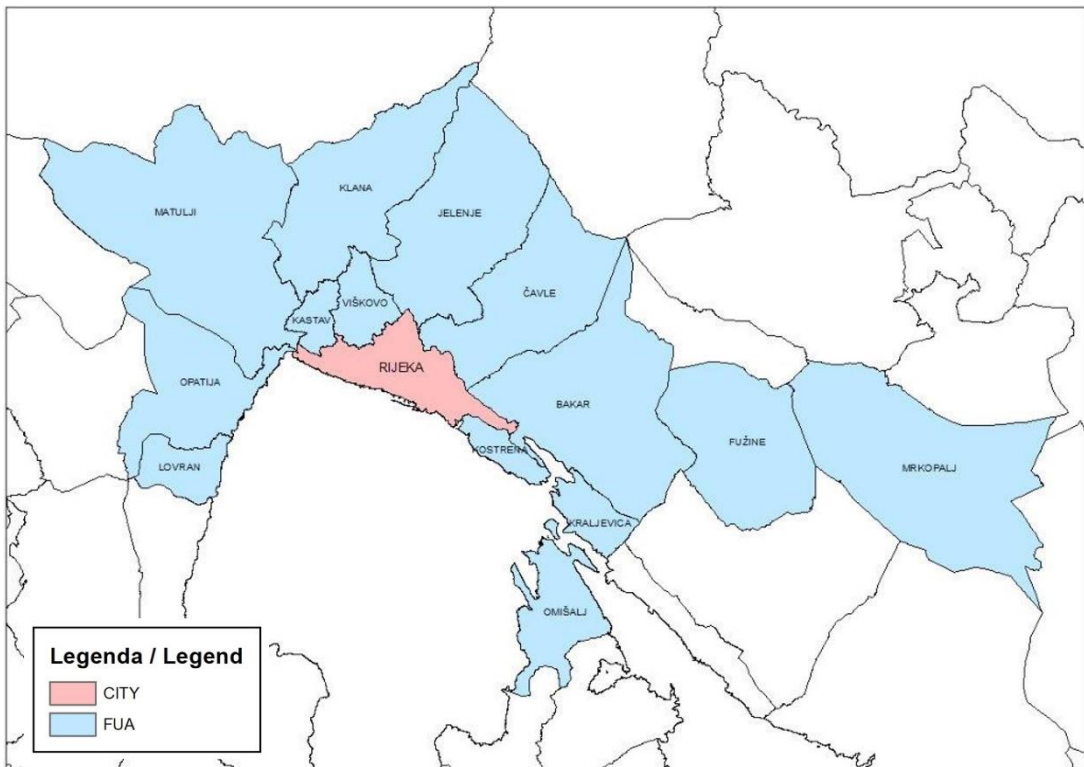 KLANA
MATULJI
JELENJE
ČAVLE
VIŠKOVO
KASTAV
RIJEKA
OPATIJA
BAKAR
FUŽINE
KOSTRENA
LOVRAN
MRKOPALJ
KRALJEVICA
OMIŠALJ
Legenda / Legend
CITY
FUA